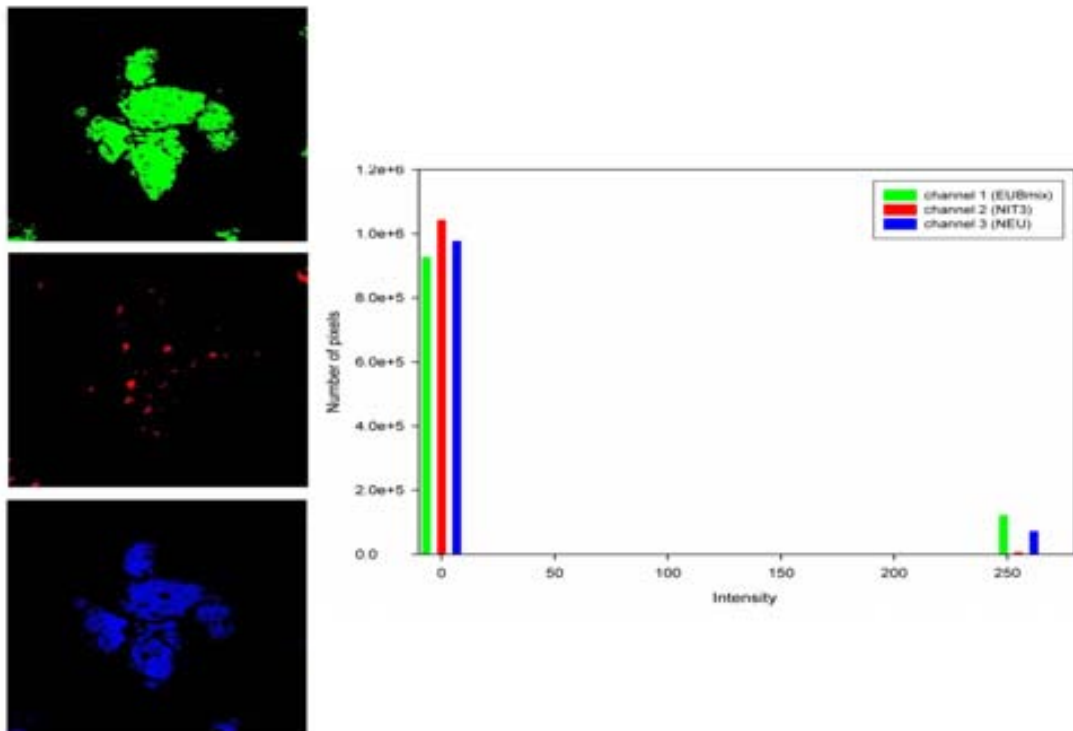 1.2e+6
1.0e+6
8.0e+5
6.0e+5
4.0e+5
2.0e+5
0.0
Number of pixels
channel 1 (EUBmix)
channel 2 (NIT3)
channel 3 (NEU)
0 50 100 150 200 250
Intensity